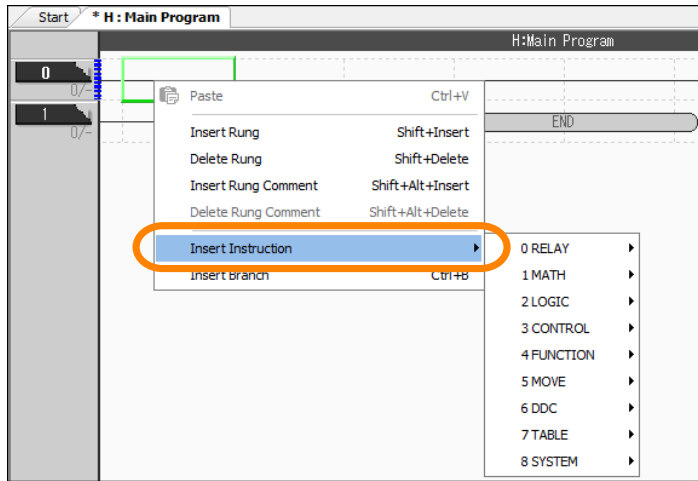 Start * H : Main Program
H:Main Program
0
0/-
1
0/-
END
Paste Ctrl+V
Insert Rung Shift+Insert
Delete Rung Shift+Delete
Insert Rung Comment Shift+Alt+Insert
Delete Rung Comment Shift+Alt+Delete
Insert Instruction
Insert Branch Ctrl+B
0 RELAY
1 MATH
2 LOGIC
3 CONTROL
4 FUNCTION
5 MOVE
6 DDC
7 TABLE
8 SYSTEM